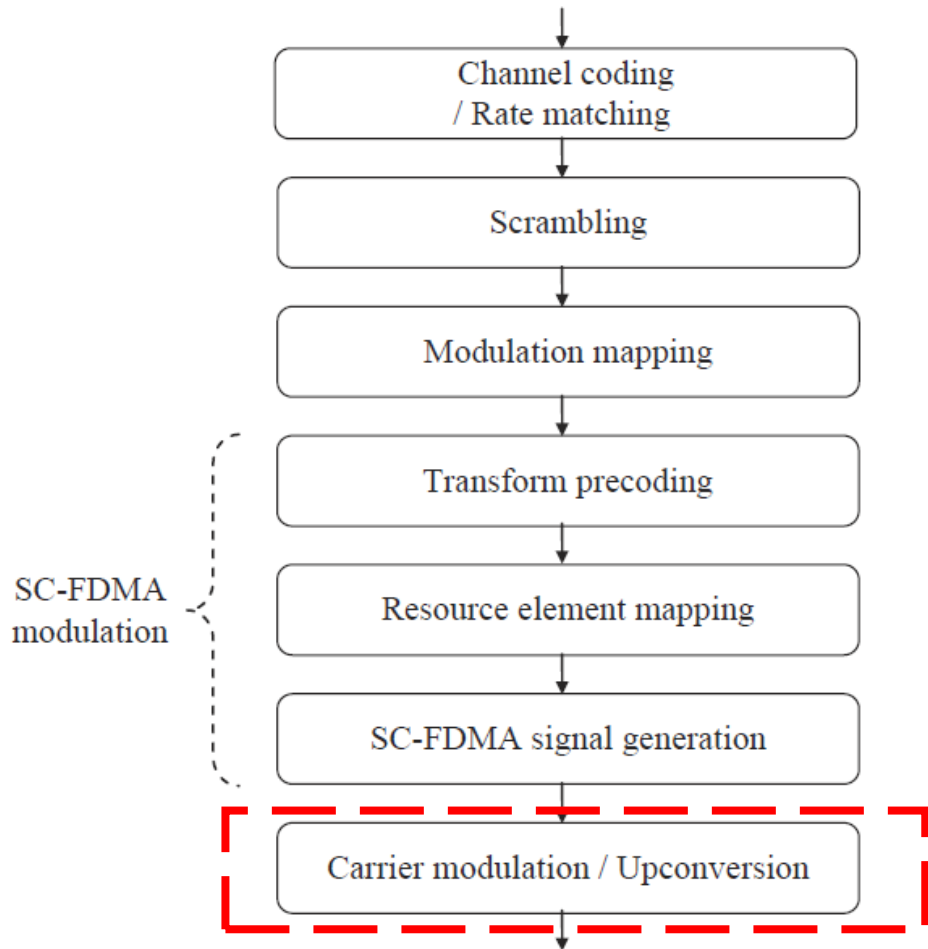 Channel coding
/ Rate matching
Scrambling
Modulation mapping
Transform precoding
SC-FDMA
modulation
Resource element mapping
SC-FDMA signal generation
Carrier modulation / Upconversion